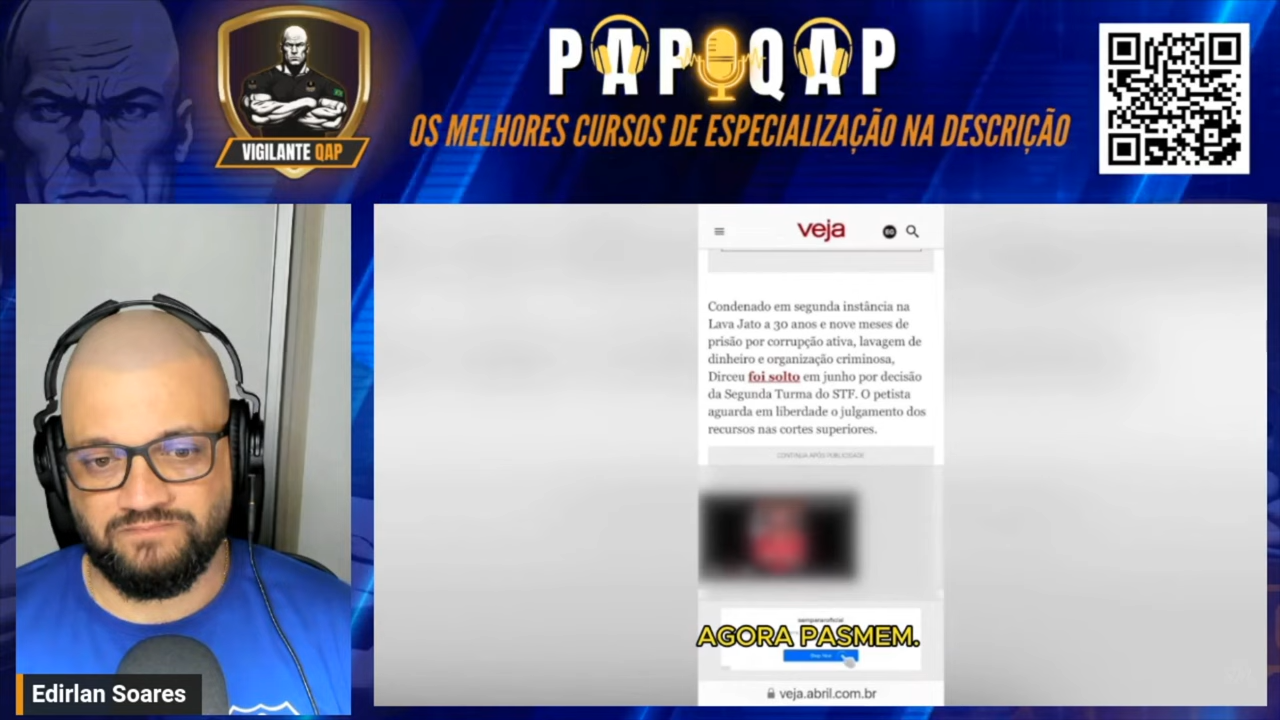 PAPO QAP
VIGILANTE QAP
OS MELHORES CURSOS DE ESPECIALIZAÇÃO NA DESCRIÇÃO
veja
Condenado em segunda instância na
Lava Jato a 30 anos e nove meses de
prisão por corrupção ativa, lavagem de
dinheiro e organização criminosa,
Dirceu foi solto em junho por decisão
da Segunda Turma do STF. O petista
aguarda em liberdade o julgamento dos
recursos nas cortes superiores.
CONTINUA APÓS PUBLICIDADE
AGORA PASMEM.
veja.abril.com.br
Edirlan Soares